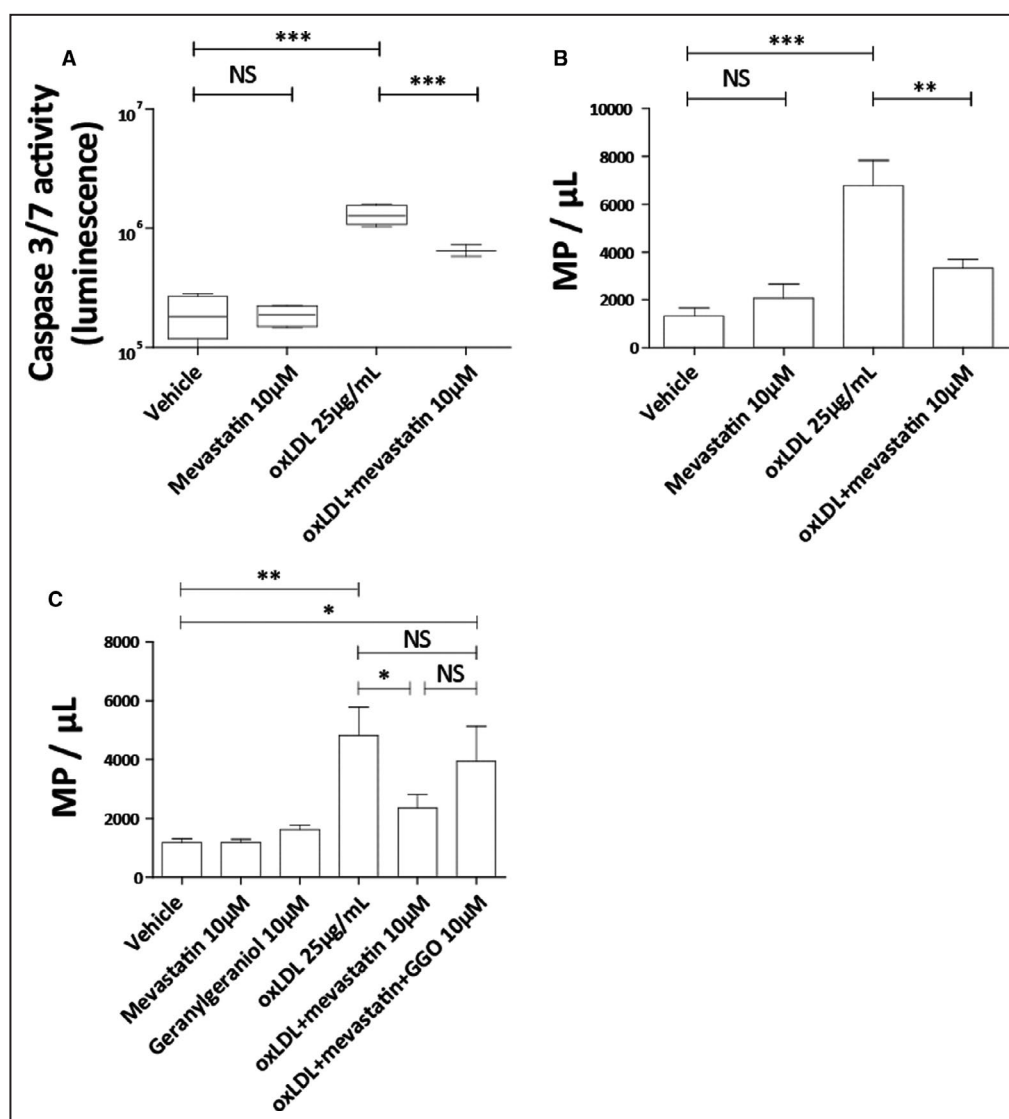 A
***
NS
***
Caspase 3/7 activity
(luminescence)
10⁷
10⁶
10⁵
Vehicle
Mevastatin 10µM
oxLDL 25µg/mL
oxLDL+mevastatin 10µM
B
***
NS
**
MP / µL
10000
8000
6000
4000
2000
0
Vehicle
Mevastatin 10µM
oxLDL 25µg/mL
oxLDL+mevastatin 10µM
C
**
*
NS
*
NS
MP / µL
8000
6000
4000
2000
0
Vehicle
Mevastatin 10µM
Geranylgeraniol 10µM
oxLDL 25µg/mL
oxLDL+mevastatin 10µM
oxLDL+mevastatin+GGO 10µM